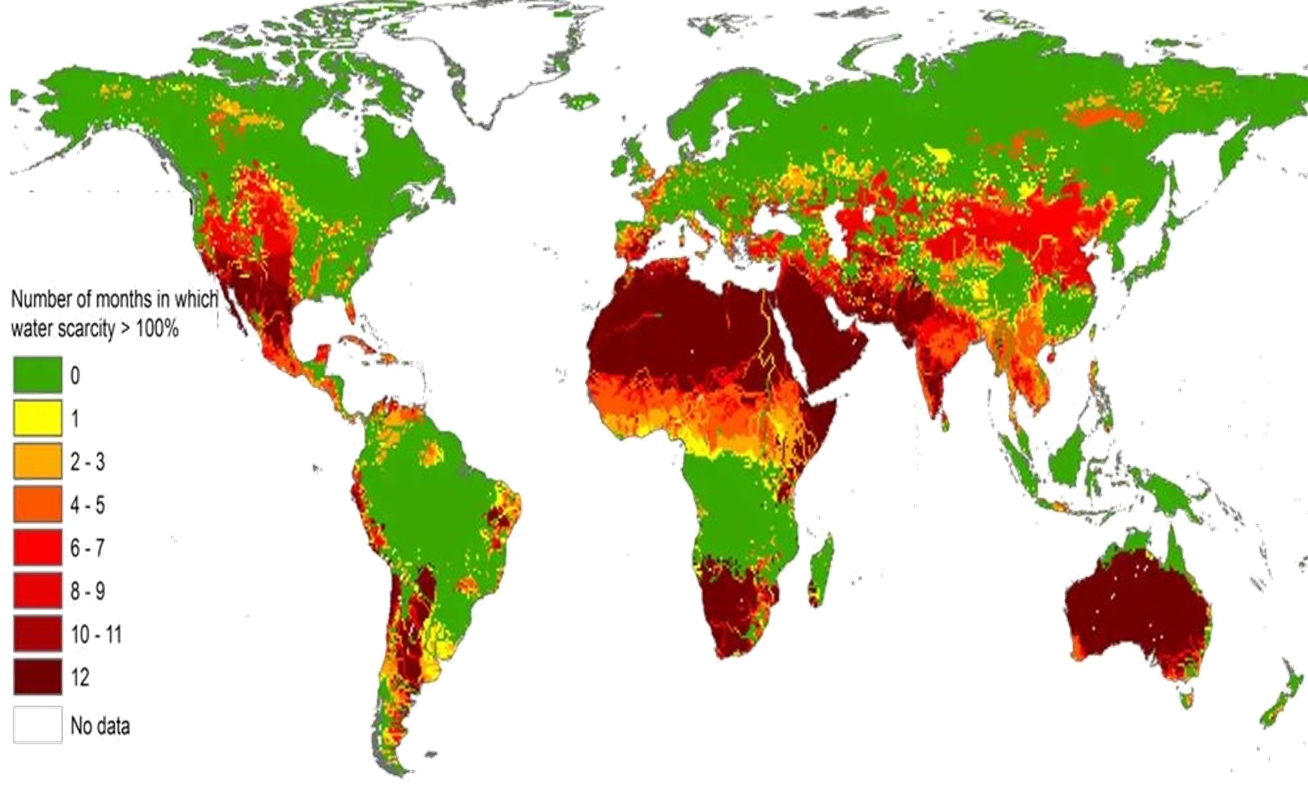 Number of months in which
water scarcity > 100%
0
1
2 - 3
4 - 5
6 - 7
8 - 9
10 - 11
12
No data